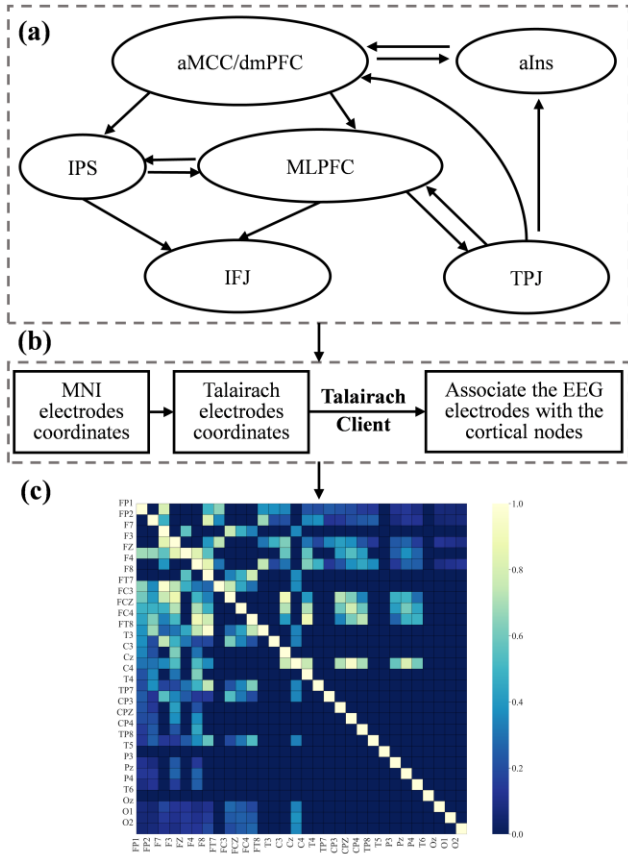 (a)
aMCC/dmPFC
aIns
IPS
MLPFC
IFJ
TPJ
(b)
MNI
electrodes
coordinates
Talairach
electrodes
coordinates
Talairach
Client
Associate the EEG
electrodes with the
cortical nodes
(c)
FP1
FP2
F7
F3
FZ
F4
F8
FT7
FC3
FCZ
FC4
FT8
T3
C3
Cz
C4
T4
TP7
CP3
CPZ
CP4
TP8
T5
P3
Pz
P4
T6
Oz
O1
O2
1.0
0.8
0.6
0.4
0.2
0.0
FP1
FP2
F7
F3
FZ
F4
F8
FT7
FC3
FCZ
FC4
FT8
T3
C3
Cz
C4
T4
TP7
CP3
CPZ
CP4
TP8
T5
P3
Pz
P4
T6
Oz
O1
O2